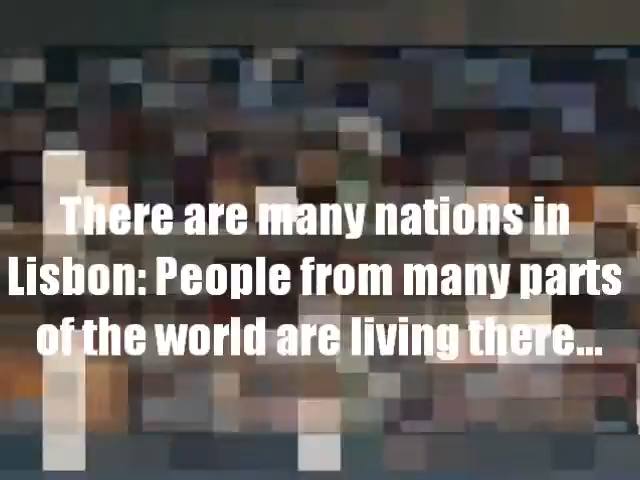 There are many nations in
Lisbon: People from many parts
of the world are living there...